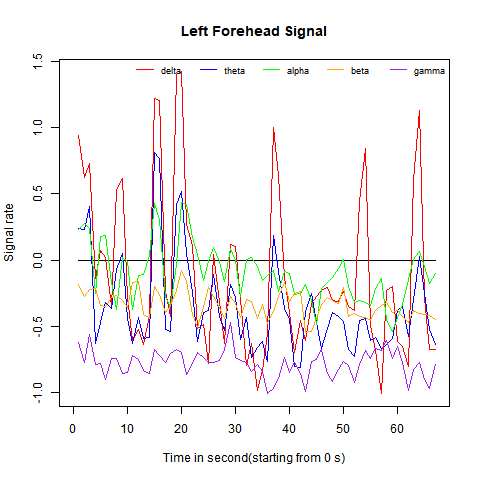 Left Forehead Signal
delta theta alpha beta gamma
Signal rate
1.5
1.0
0.5
0.0
-0.5
-1.0
0 10 20 30 40 50 60
Time in second(starting from 0 s)